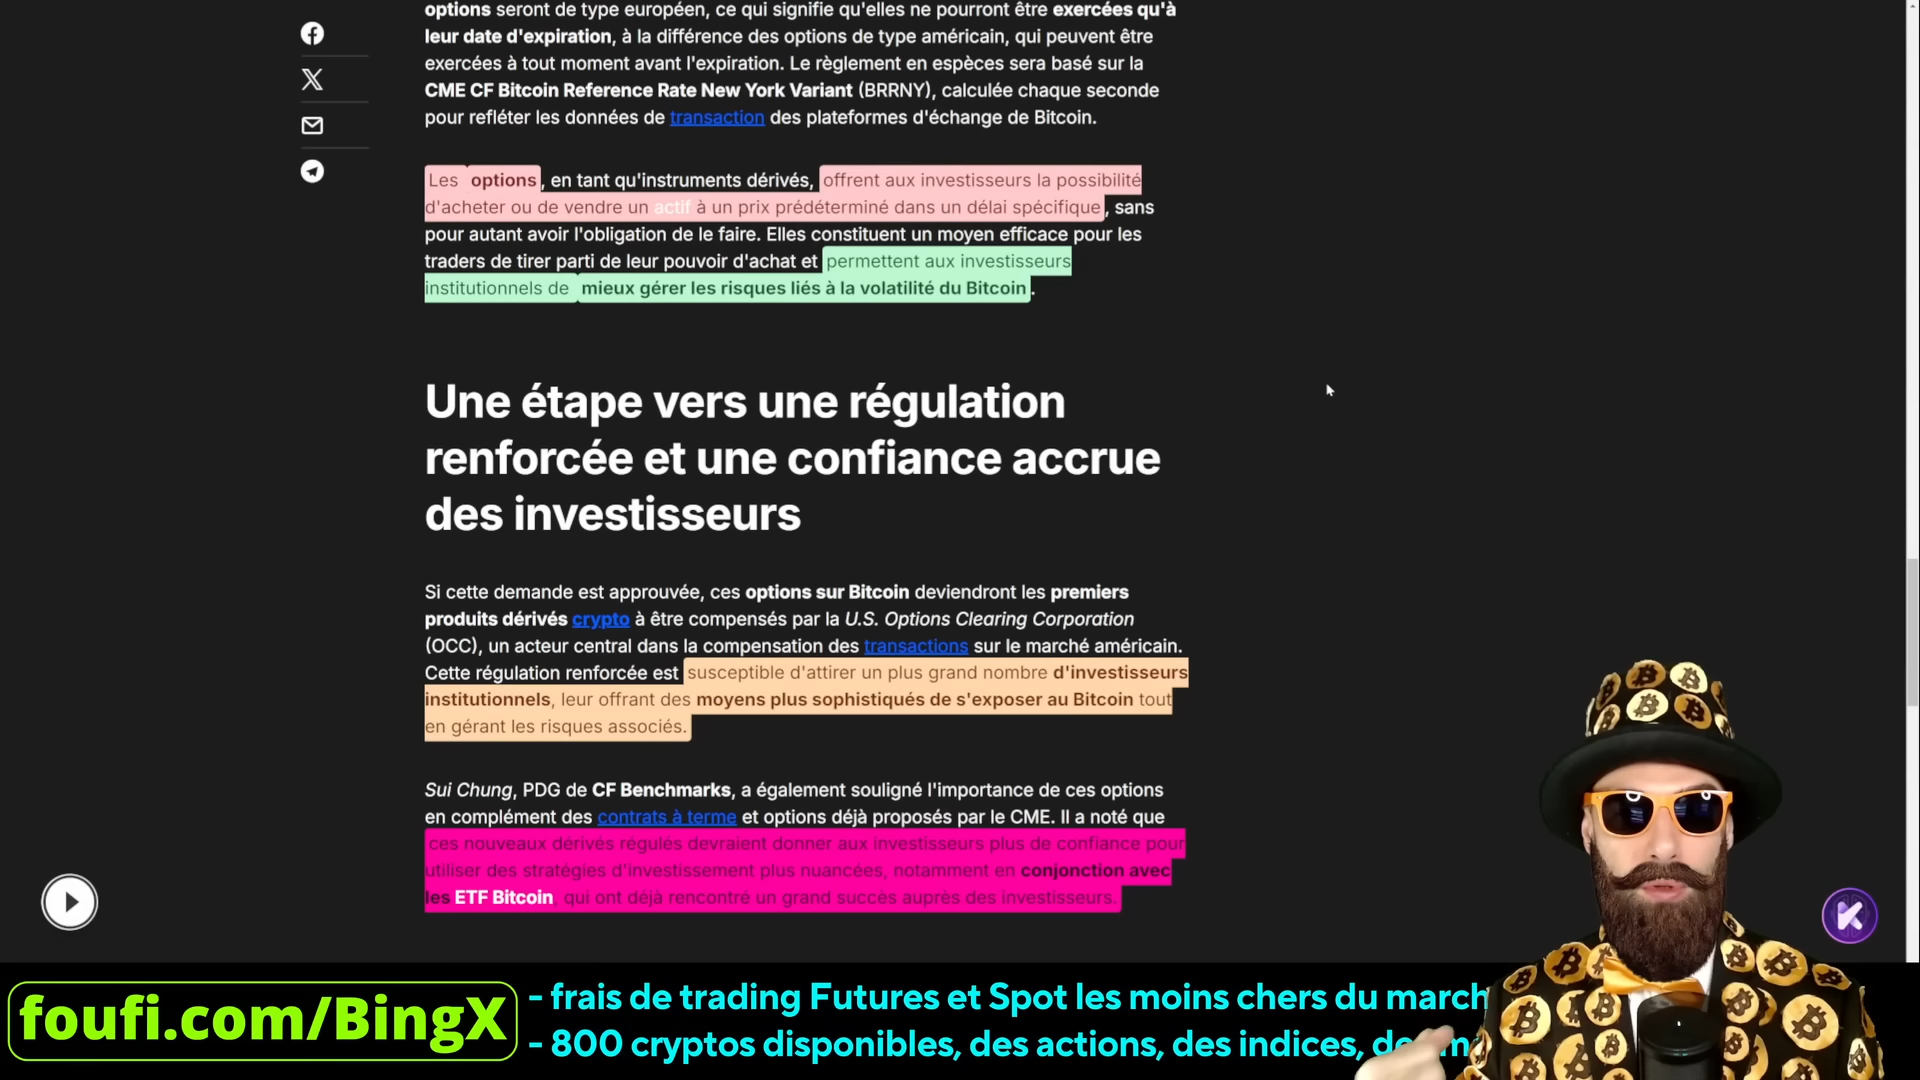 options seront de type européen, ce qui signifie qu'elles ne pourront être exercées qu'à
leur date d'expiration, à la différence des options de type américain, qui peuvent être
exercées à tout moment avant l'expiration. Le règlement en espèces sera basé sur la
CME CF Bitcoin Reference Rate New York Variant (BRRNY), calculée chaque seconde
pour refléter les données de transaction des plateformes d'échange de Bitcoin.
Les options, en tant qu'instruments dérivés, offrent aux investisseurs la possibilité
d'acheter ou de vendre un actif à un prix prédéterminé dans un délai spécifique, sans
pour autant avoir l'obligation de le faire. Elles constituent un moyen efficace pour les
traders de tirer parti de leur pouvoir d'achat et permettent aux investisseurs
institutionnels de mieux gérer les risques liés à la volatilité du Bitcoin.
Une étape vers une régulation
renforcée et une confiance accrue
des investisseurs
Si cette demande est approuvée, ces options sur Bitcoin deviendront les premiers
produits dérivés crypto à être compensés par la U.S. Options Clearing Corporation
(OCC), un acteur central dans la compensation des transactions sur le marché américain.
Cette régulation renforcée est susceptible d'attirer un plus grand nombre d'investisseurs
institutionnels, leur offrant des moyens plus sophistiqués de s'exposer au Bitcoin tout
en gérant les risques associés.
Sui Chung, PDG de CF Benchmarks, a également souligné l'importance de ces options
en complément des contrats à terme et options déjà proposés par le CME. Il a noté que
ces nouveaux dérivés régulés devraient donner aux investisseurs plus de confiance pour
utiliser des stratégies d'investissement plus nuancées, notamment en conjonction avec
les ETF Bitcoin, qui ont déjà rencontré un grand succès auprès des investisseurs.
foufi.com/BingX
- frais de trading Futures et Spot les moins chers du march
- 800 cryptos disponibles, des actions, des indices,